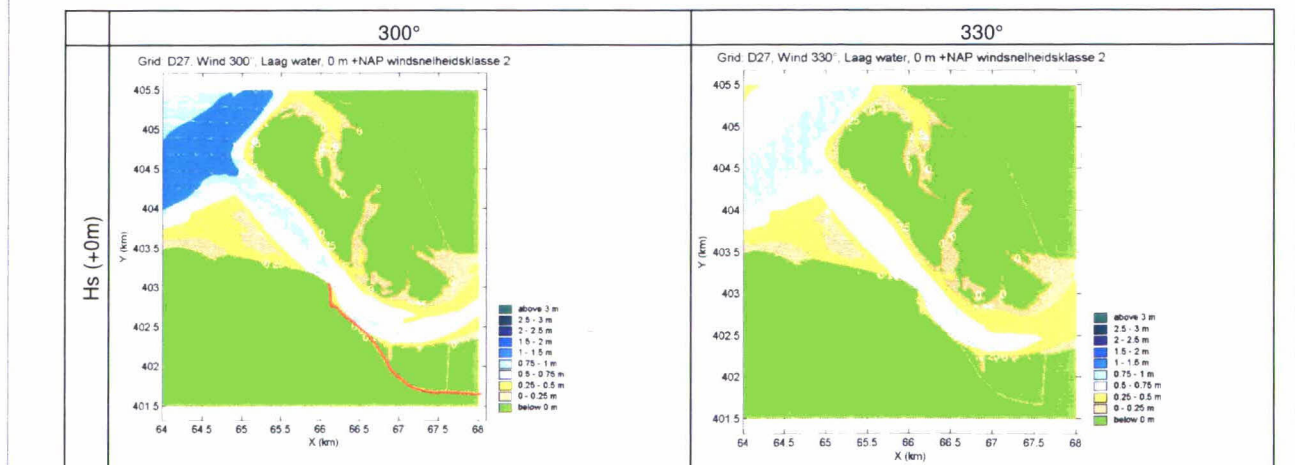 300°
330°
Hs (+0m)
Grid: D27, Wind 300°, Laag water, 0 m +NAP windsnelheidsklasse 2
405.5
405
404.5
404
403.5
403
402.5
402
401.5
Y (km)
64 64.5 65 65.5 66 66.5 67 67.5 68
X (km)
above 3 m
2.5 - 3 m
2 - 2.5 m
1.5 - 2 m
1 - 1.5 m
0.75 - 1 m
0.5 - 0.75 m
0.25 - 0.5 m
0 - 0.25 m
below 0 m
Grid: D27, Wind 330°, Laag water, 0 m +NAP windsnelheidsklasse 2
405.5
405
404.5
404
403.5
403
402.5
402
401.5
Y (km)
64 64.5 65 65.5 66 66.5 67 67.5 68
X (km)
above 3 m
2.5 - 3 m
2 - 2.5 m
1.5 - 2 m
1 - 1.5 m
0.75 - 1 m
0.5 - 0.75 m
0.25 - 0.5 m
0 - 0.25 m
below 0 m